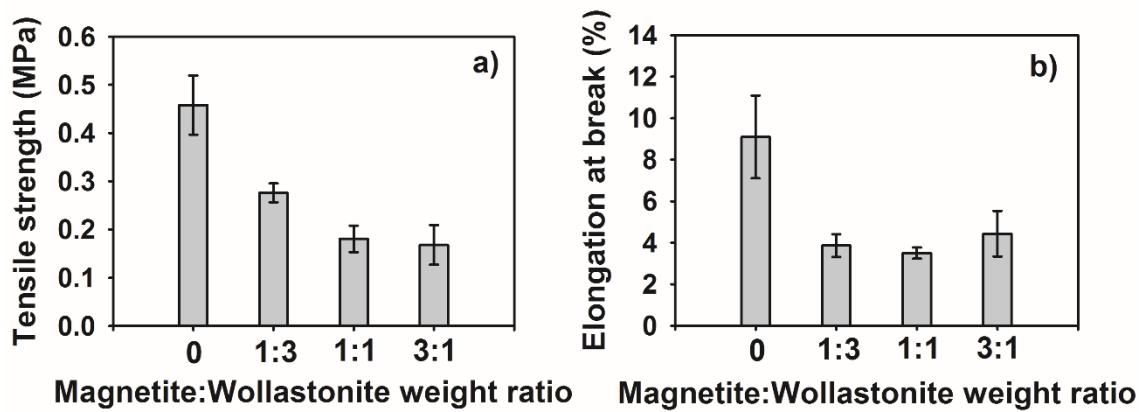 Tensile strength (MPa)
0.6
0.5
0.4
0.3
0.2
0.1
0.0
a)
0 1:3 1:1 3:1
Magnetite:Wollastonite weight ratio
Elongation at break (%)
14
12
10
8
6
4
2
0
b)
0 1:3 1:1 3:1
Magnetite:Wollastonite weight ratio